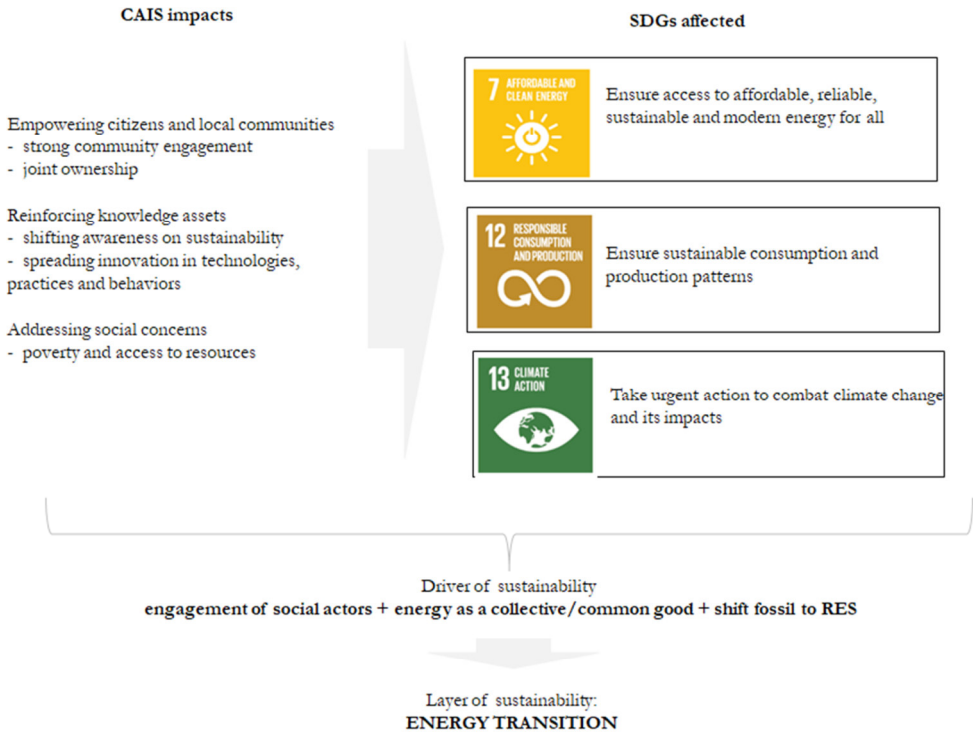 CAIS impacts
Empowering citizens and local communities
- strong community engagement
- joint ownership
Reinforcing knowledge assets
- shifting awareness on sustainability
- spreading innovation in technologies,
practices and behaviors
Addressing social concerns
- poverty and access to resources
SDGs affected
7 AFFORDABLE AND
CLEAN ENERGY
Ensure access to affordable, reliable,
sustainable and modern energy for all
12 RESPONSIBLE
CONSUMPTION
AND PRODUCTION
Ensure sustainable consumption and
production patterns
13 CLIMATE
ACTION
Take urgent action to combat climate change
and its impacts
Driver of sustainability
engagement of social actors + energy as a collective/common good + shift fossil to RES
Layer of sustainability:
ENERGY TRANSITION